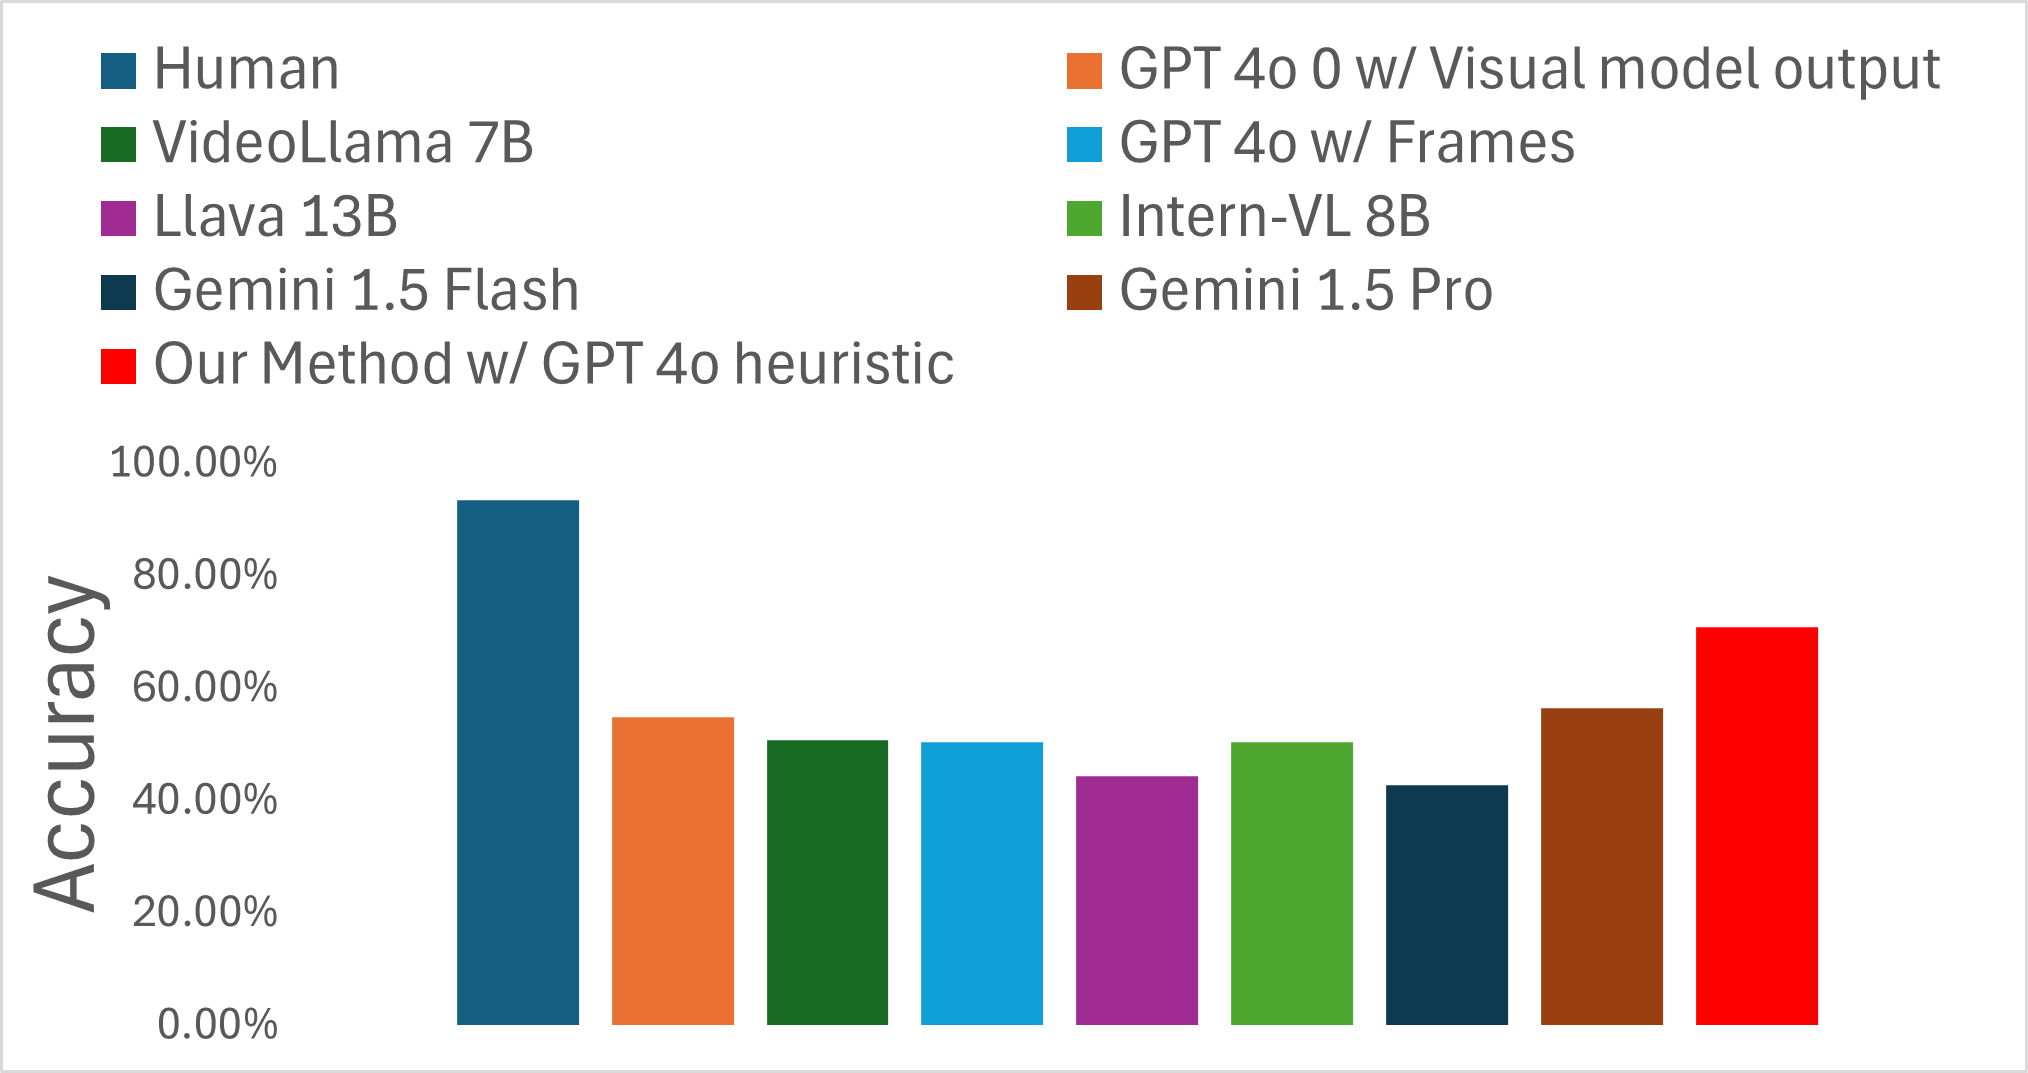 Human
GPT 4o 0 w/ Visual model output
VideoLlama 7B
GPT 4o w/ Frames
Llava 13B
Intern-VL 8B
Gemini 1.5 Flash
Gemini 1.5 Pro
Our Method w/ GPT 4o heuristic
Accuracy
100.00%
80.00%
60.00%
40.00%
20.00%
0.00%